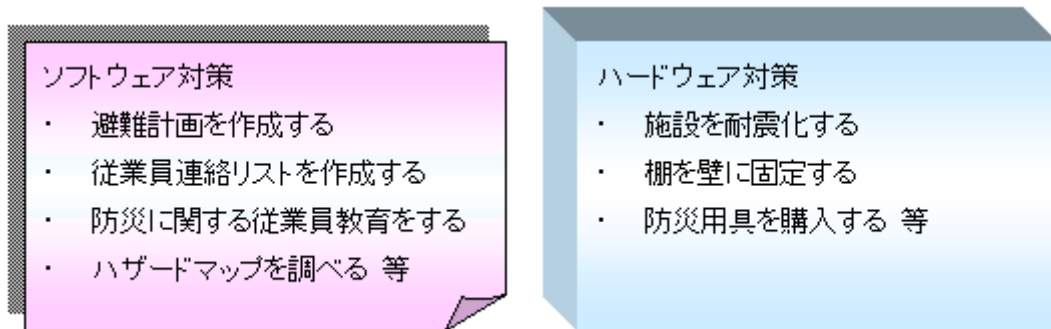 ソフトウェア対策
・ 避難計画を作成する
・ 従業員連絡リストを作成する
・ 防災に関する従業員教育をする
・ ハザードマップを調べる 等
ハードウェア対策
・ 施設を耐震化する
・ 棚を壁に固定する
・ 防災用具を購入する 等